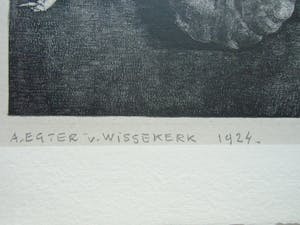 A.EGTER v. WISSEKERK 1924.